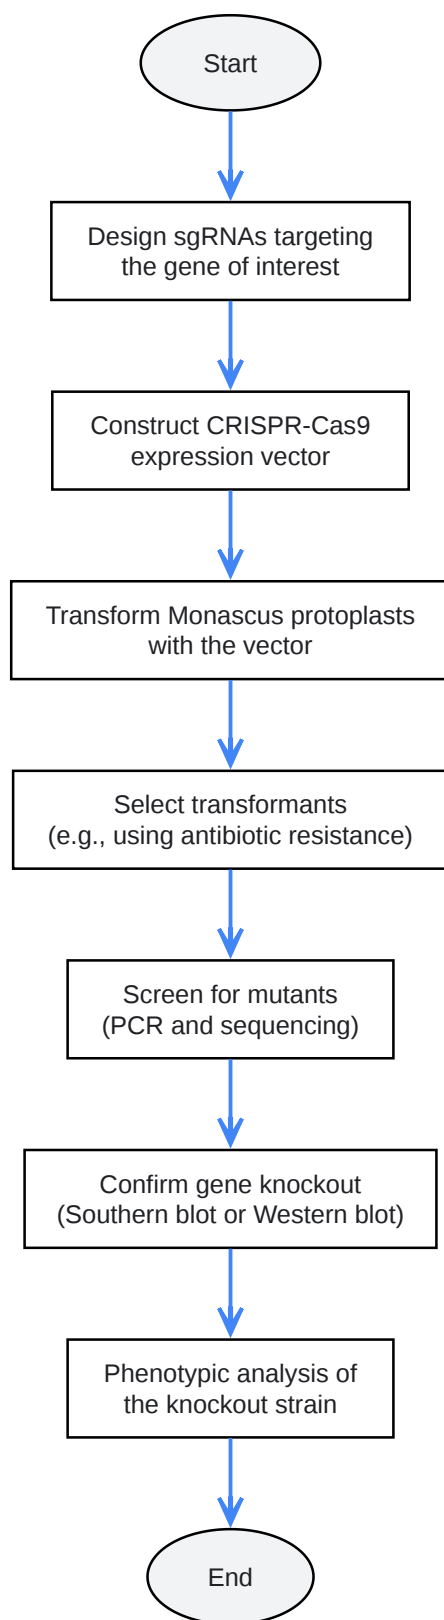 Start
Design sgRNAs targeting
the gene of interest
Construct CRISPR-Cas9
expression vector
Transform Monascus protoplasts
with the vector
Select transformants
(e.g., using antibiotic resistance)
Screen for mutants
(PCR and sequencing)
Confirm gene knockout
(Southern blot or Western blot)
Phenotypic analysis of
the knockout strain
End